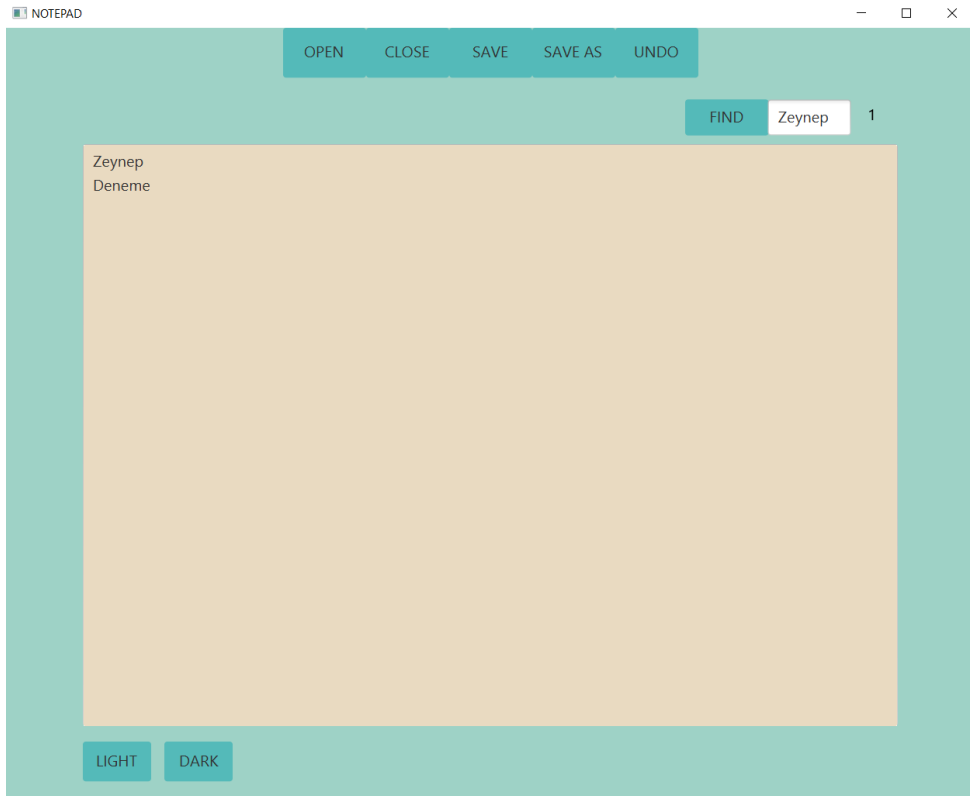 NOTEPAD
OPEN CLOSE SAVE SAVE AS UNDO
FIND Zeynep 1
Zeynep
Deneme
LIGHT DARK